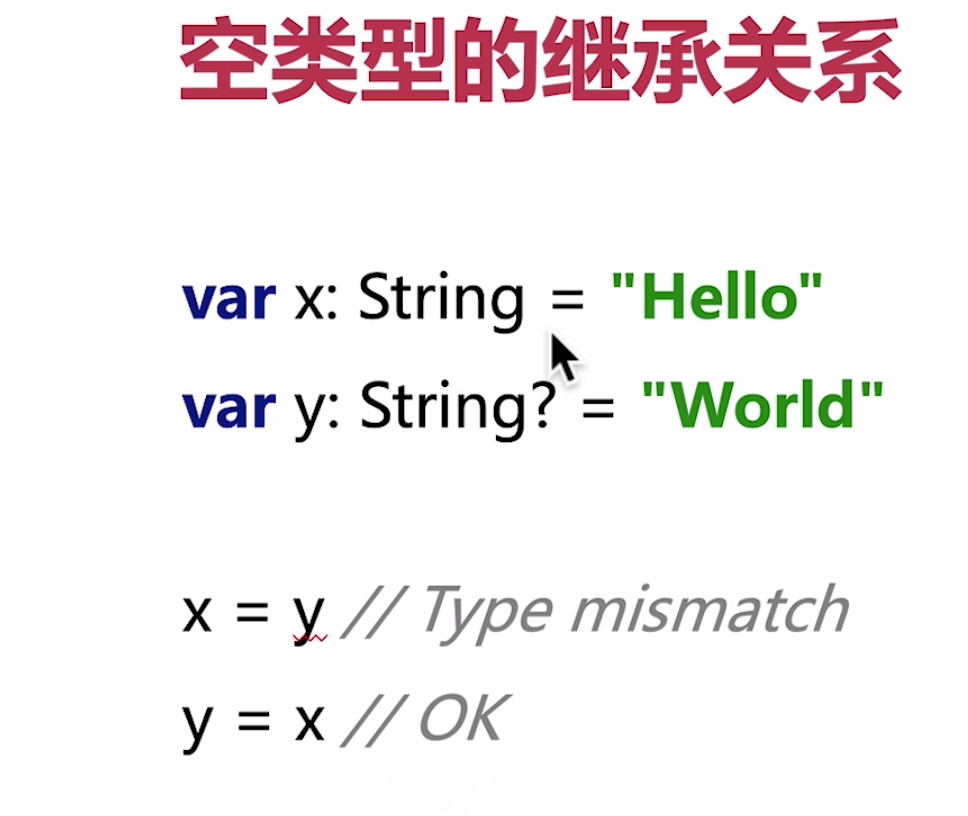 空类型的继承关系
var x: String = "Hello"
var y: String? = "World"
x = y // Type mismatch
y = x // OK